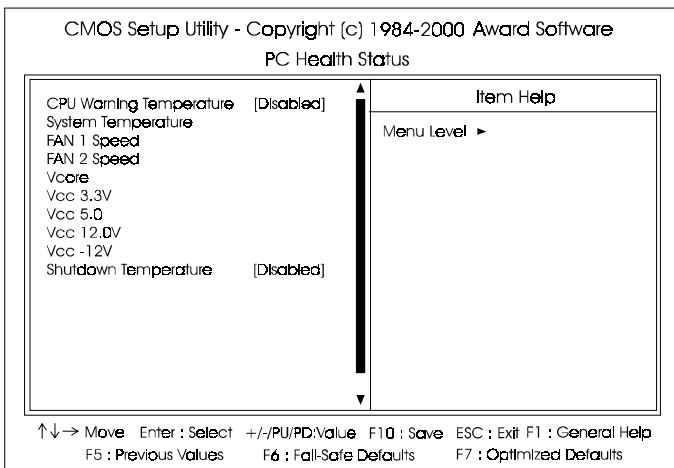 CMOS Setup Utility - Copyright (c) 1984-2000 Award Software
PC Health Status
CPU Warning Temperature [Disabled]
System Temperature
FAN 1 Speed
FAN 2 Speed
Vcore
Vcc 3.3V
Vcc 5.0
Vcc 12.0V
Vcc -12V
Shutdown Temperature [Disabled]
Item Help
Menu Level ►
↑↓→ Move Enter : Select +/-/PU/PD:Value F10 : Save ESC : Exit F1 : General Help
F5 : Previous Values F6 : Fail-Safe Defaults F7 : Optimized Defaults